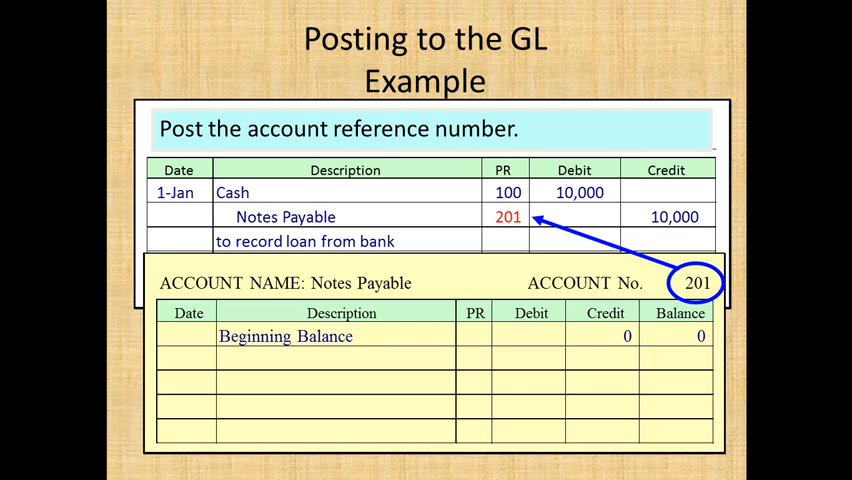 Posting to the GL
Example
Post the account reference number.
Date Description PR Debit Credit
1-Jan Cash 100 10,000
Notes Payable 201 10,000
to record loan from bank
ACCOUNT NAME: Notes Payable ACCOUNT No. 201
Date Description PR Debit Credit Balance
Beginning Balance 0 0